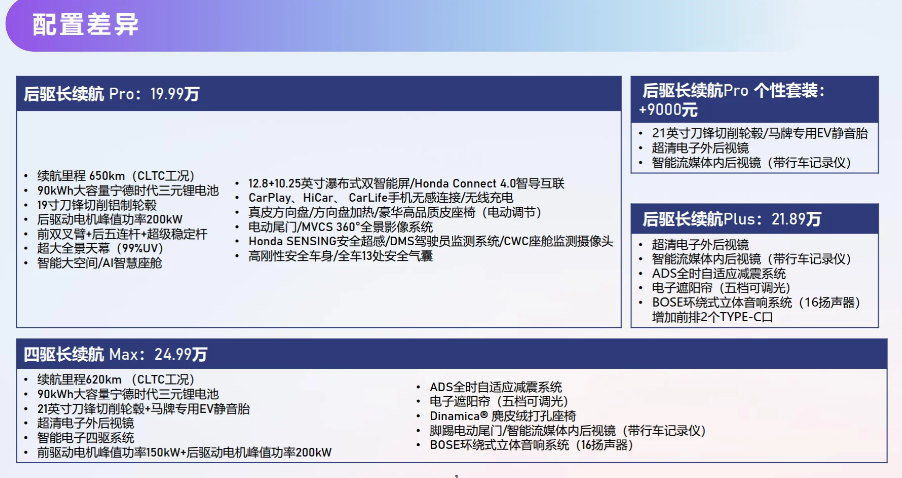 配置差异
后驱长续航 Pro：19.99万
• 续航里程 650km（CLTC工况）
• 90kWh大容量宁德时代三元锂电池
• 19寸刀锋切削铝制轮毂
• 后驱动电机峰值功率200kW
• 前双叉臂+后五连杆+超级稳定杆
• 超大全景天幕（99%UV）
• 智能大空间/AI智慧座舱
• 12.8+10.25英寸瀑布式双智能屏/Honda Connect 4.0智导互联
• CarPlay、HiCar、 CarLife手机无感连接/无线充电
• 真皮方向盘/方向盘加热/豪华高品质皮座椅（电动调节）
• 电动尾门/MVCS 360°全景影像系统
• Honda SENSING安全超感/DMS驾驶员监测系统/CWC座舱监测摄像头
• 高刚性安全车身/全车13处安全气囊
后驱长续航Pro 个性套装：
+9000元
• 21英寸刀锋切削轮毂/马牌专用EV静音胎
• 超清电子外后视镜
• 智能流媒体内后视镜（带行车记录仪）
后驱长续航Plus：21.89万
• 超清电子外后视镜
• 智能流媒体内后视镜（带行车记录仪）
• ADS全时自适应减震系统
• 电子遮阳帘（五档可调光）
• BOSE环绕式立体音响系统（16扬声器）
增加前排2个TYPE-C口
四驱长续航 Max：24.99万
• 续航里程620km （CLTC工况）
• 90kWh大容量宁德时代三元锂电池
• 21英寸刀锋切削轮毂+马牌专用EV静音胎
• 超清电子外后视镜
• 智能电子四驱系统
• 前驱动电机峰值功率150kW+后驱动电机峰值功率200kW
• ADS全时自适应减震系统
• 电子遮阳帘（五档可调光）
• Dinamica® 麂皮绒打孔座椅
• 脚踢电动尾门/智能流媒体内后视镜（带行车记录仪）
• BOSE环绕式立体音响系统（16扬声器）